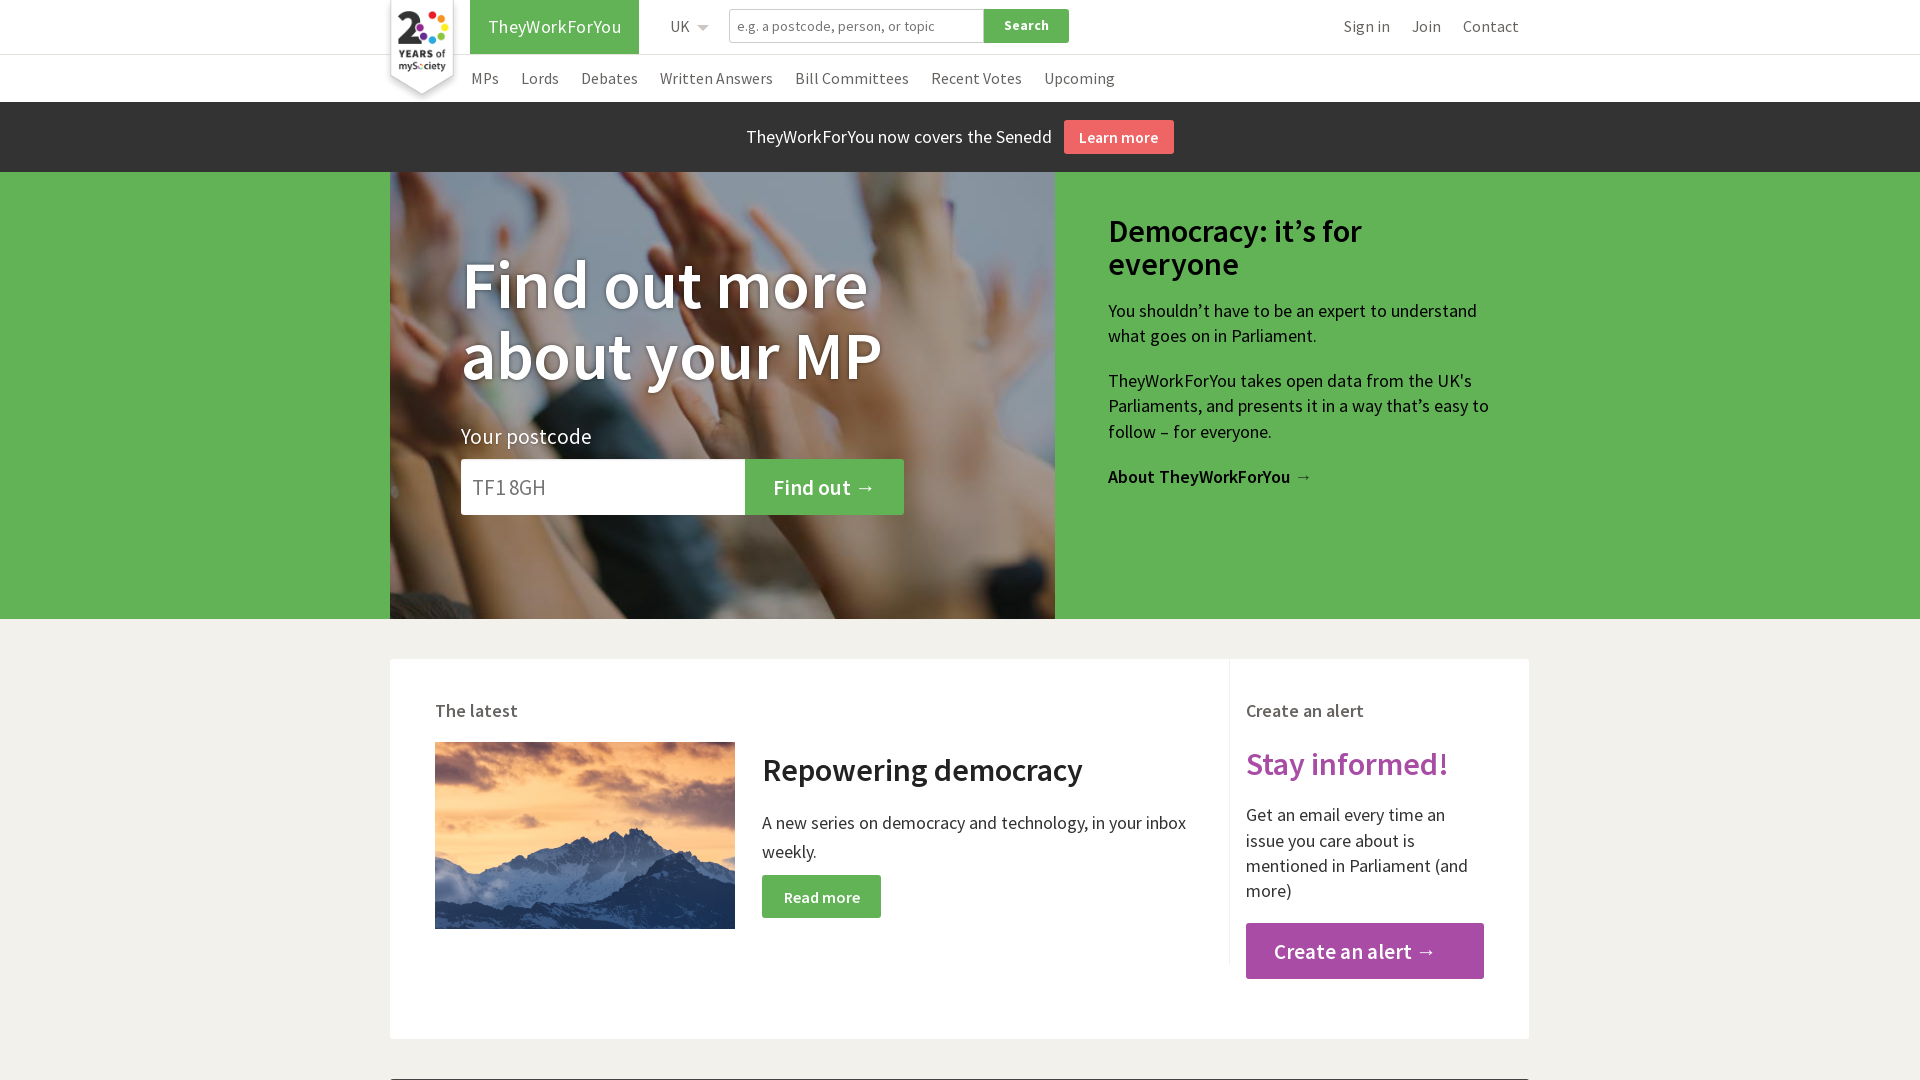 20
YEARS of
mySociety
TheyWorkForYou
UK
e.g. a postcode, person, or topic
Search
Sign in
Join
Contact
MPs
Lords
Debates
Written Answers
Bill Committees
Recent Votes
Upcoming
TheyWorkForYou now covers the Senedd
Learn more
Find out more
about your MP
Your postcode
TF1 8GH
Find out →
Democracy: it’s for
everyone
You shouldn’t have to be an expert to understand
what goes on in Parliament.
TheyWorkForYou takes open data from the UK's
Parliaments, and presents it in a way that’s easy to
follow – for everyone.
About TheyWorkForYou →
The latest
Repowering democracy
A new series on democracy and technology, in your inbox
weekly.
Read more
Create an alert
Stay informed!
Get an email every time an
issue you care about is
mentioned in Parliament (and
more)
Create an alert →